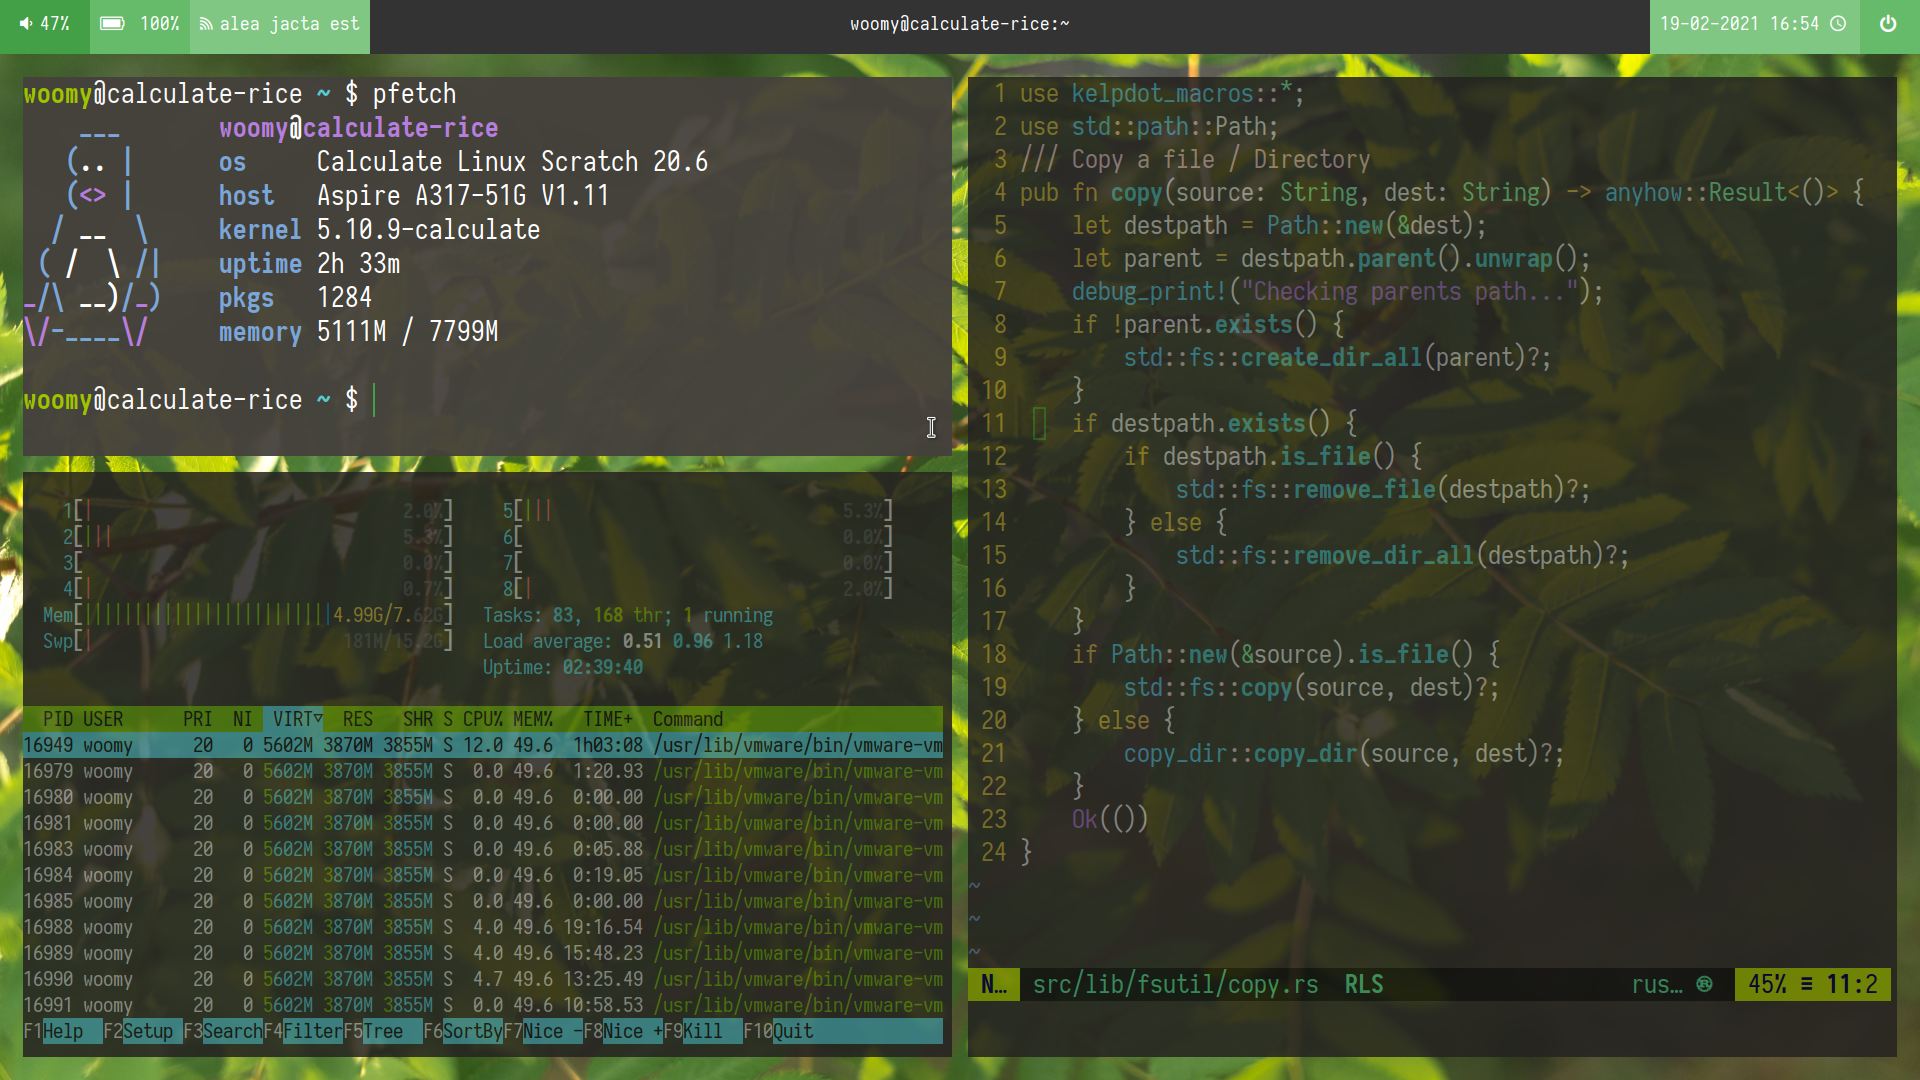 47% 100% alea jacta est
woomy@calculate-rice:~
19-02-2021 16:54
woomy@calculate-rice ~ $ pfetch
    ___       woomy@calculate-rice
   (.. |      os     Calculate Linux Scratch 20.6
   (<> |      host   Aspire A317-51G V1.11
  / __  \     kernel 5.10.9-calculate
 ( /  \ /|    uptime 2h 33m
_/\ __)/_)    pkgs   1284
\/-____\/     memory 5111M / 7799M
woomy@calculate-rice ~ $
1[| 2.0%] 5[||| 5.3%]
2[||| 5.3%] 6[ 0.0%]
3[ 0.0%] 7[ 0.0%]
4[| 0.7%] 8[| 2.0%]
Mem[|||||||||||||||||||||||||4.99G/7.62G] Tasks: 83, 168 thr; 1 running
Swp[| 181M/15.2G] Load average: 0.51 0.96 1.18
Uptime: 02:39:40
PID USER PRI NI VIRT▽ RES SHR S CPU% MEM% TIME+ Command
16949 woomy 20 0 5602M 3870M 3855M S 12.0 49.6 1h03:08 /usr/lib/vmware/bin/vmware-vm
16979 woomy 20 0 5602M 3870M 3855M S 0.0 49.6 1:20.93 /usr/lib/vmware/bin/vmware-vm
16980 woomy 20 0 5602M 3870M 3855M S 0.0 49.6 0:00.00 /usr/lib/vmware/bin/vmware-vm
16981 woomy 20 0 5602M 3870M 3855M S 0.0 49.6 0:00.00 /usr/lib/vmware/bin/vmware-vm
16983 woomy 20 0 5602M 3870M 3855M S 0.0 49.6 0:05.88 /usr/lib/vmware/bin/vmware-vm
16984 woomy 20 0 5602M 3870M 3855M S 0.0 49.6 0:19.05 /usr/lib/vmware/bin/vmware-vm
16985 woomy 20 0 5602M 3870M 3855M S 0.0 49.6 0:00.00 /usr/lib/vmware/bin/vmware-vm
16988 woomy 20 0 5602M 3870M 3855M S 4.0 49.6 19:16.54 /usr/lib/vmware/bin/vmware-vm
16989 woomy 20 0 5602M 3870M 3855M S 4.0 49.6 15:48.23 /usr/lib/vmware/bin/vmware-vm
16990 woomy 20 0 5602M 3870M 3855M S 4.7 49.6 13:25.49 /usr/lib/vmware/bin/vmware-vm
16991 woomy 20 0 5602M 3870M 3855M S 0.0 49.6 10:58.53 /usr/lib/vmware/bin/vmware-vm
F1Help F2Setup F3SearchF4FilterF5Tree F6SortByF7Nice -F8Nice +F9Kill F10Quit
1 use kelpdot_macros::*;
2 use std::path::Path;
3 /// Copy a file / Directory
4 pub fn copy(source: String, dest: String) -> anyhow::Result<()> {
5     let destpath = Path::new(&dest);
6     let parent = destpath.parent().unwrap();
7     debug_print!("Checking parents path...");
8     if !parent.exists() {
9         std::fs::create_dir_all(parent)?;
10     }
11     if destpath.exists() {
12         if destpath.is_file() {
13             std::fs::remove_file(destpath)?;
14         } else {
15             std::fs::remove_dir_all(destpath)?;
16         }
17     }
18     if Path::new(&source).is_file() {
19         std::fs::copy(source, dest)?;
20     } else {
21         copy_dir::copy_dir(source, dest)?;
22     }
23     Ok(())
24 }
~
~
~
N… src/lib/fsutil/copy.rs RLS rus… 45% ≡ 11:2